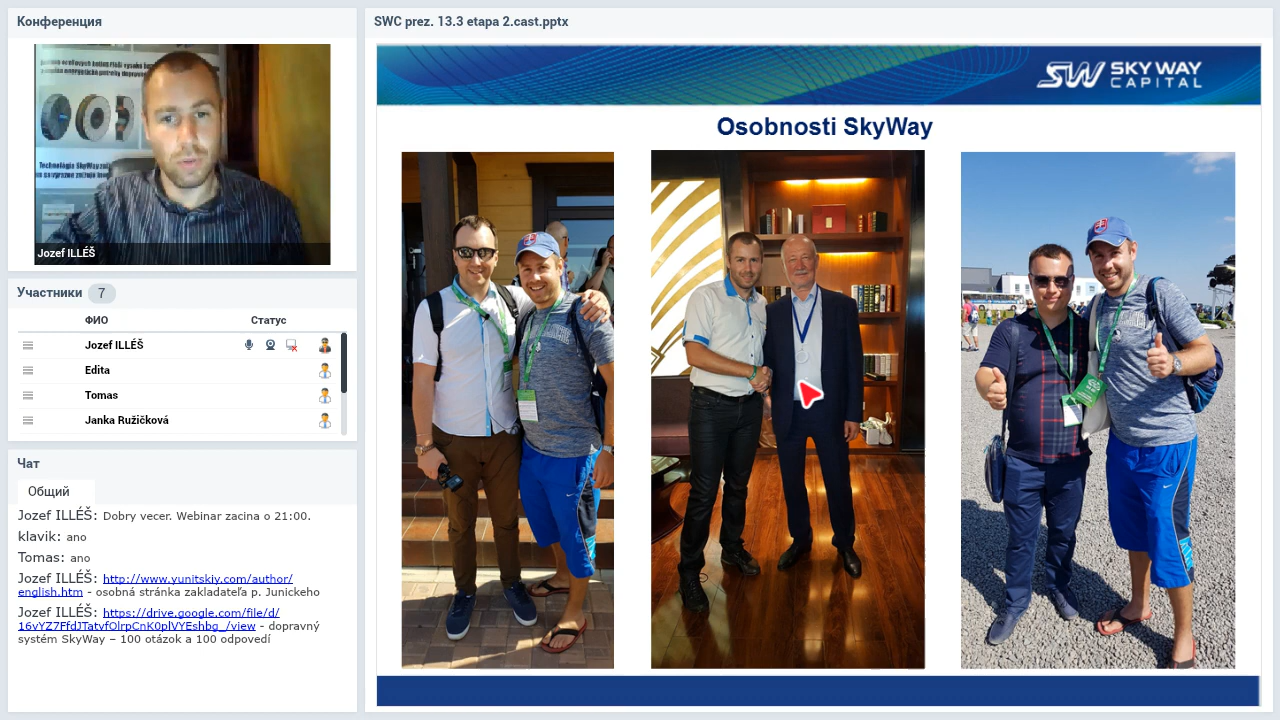 Конференция
Jozef ILLÉŠ
Участники 7
ФИО Статус
Jozef ILLÉŠ
Edita
Tomas
Janka Ružičková
Чат
Общий
Jozef ILLÉŠ: Dobry vecer. Webinar zacina o 21:00.
klavik: ano
Tomas: ano
Jozef ILLÉŠ: http://www.yunitskiy.com/author/
english.htm - osobná stránka zakladateľa p. Junickeho
Jozef ILLÉŠ: https://drive.google.com/file/d/
- dopravný
systém SkyWay – 100 otázok a 100 odpovedí
SWC prez. 13.3 etapa 2.cast.pptx
SW SKY WAY
CAPITAL
Osobnosti SkyWay